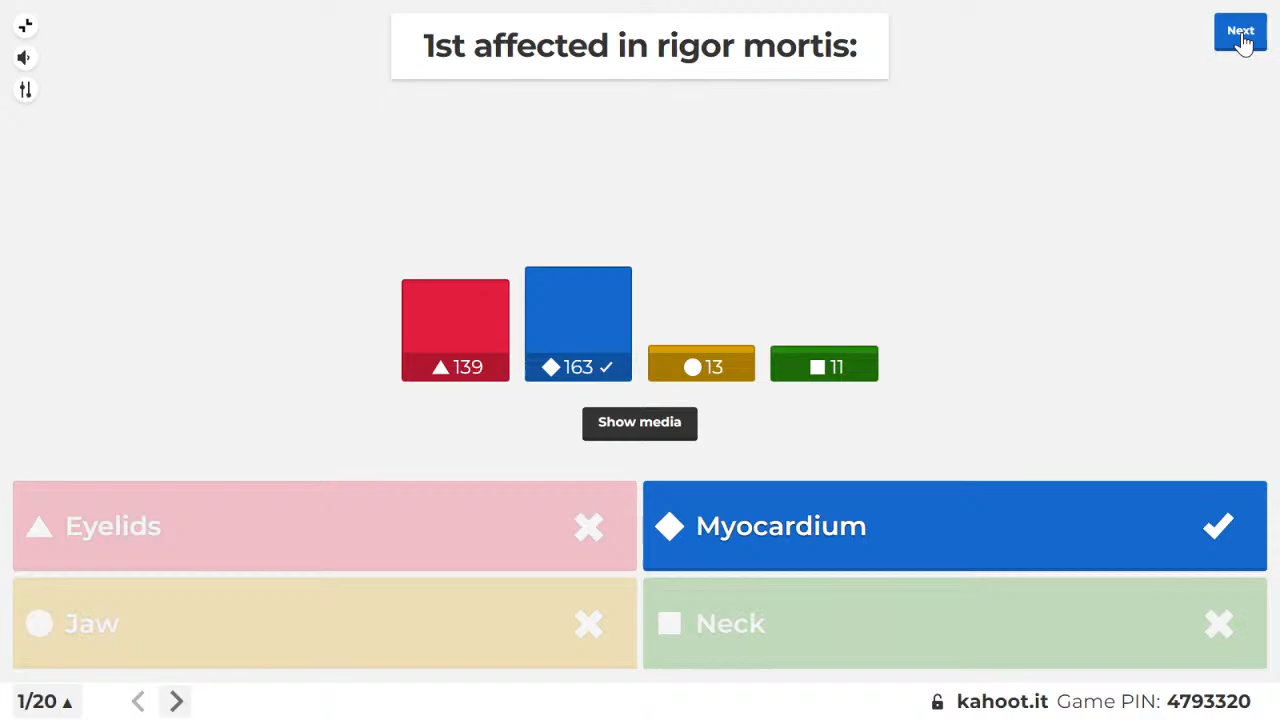 1st affected in rigor mortis:
Next
139
163
13
11
Show media
Eyelids
Myocardium
Jaw
Neck
1/20
kahoot.it Game PIN: 4793320